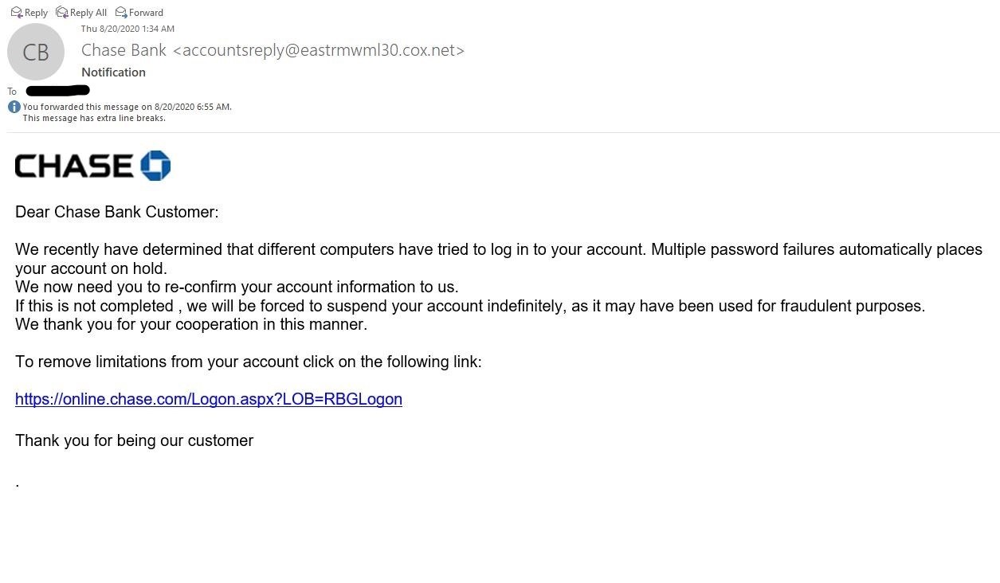 Reply Reply All Forward
Thu 8/20/2020 1:34 AM
CB
Chase Bank <accountsreply@eastrmwml30.cox.net>
Notification
To
You forwarded this message on 8/20/2020 6:55 AM.
This message has extra line breaks.
CHASE
Dear Chase Bank Customer:
We recently have determined that different computers have tried to log in to your account. Multiple password failures automatically places
your account on hold.
We now need you to re-confirm your account information to us.
If this is not completed , we will be forced to suspend your account indefinitely, as it may have been used for fraudulent purposes.
We thank you for your cooperation in this manner.
To remove limitations from your account click on the following link:
https://online.chase.com/Logon.aspx?LOB=RBGLogon
Thank you for being our customer
.